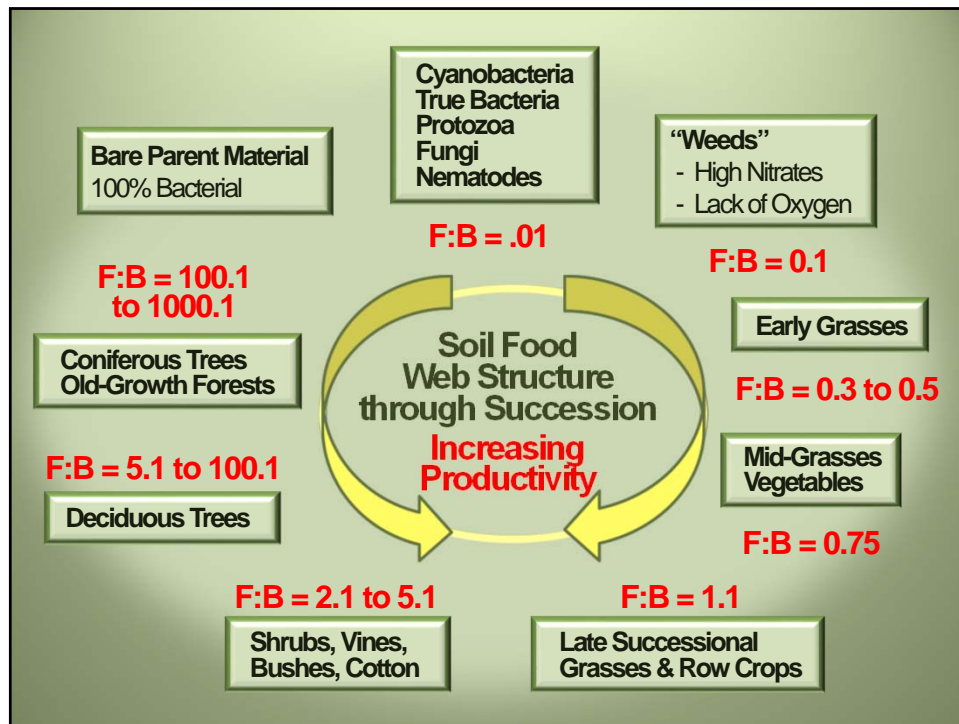 Bare Parent Material
100% Bacterial
Cyanobacteria
True Bacteria
Protozoa
Fungi
Nematodes
F:B = .01
“Weeds”
- High Nitrates
- Lack of Oxygen
F:B = 0.1
Early Grasses
F:B = 0.3 to 0.5
Mid-Grasses
Vegetables
F:B = 0.75
F:B = 1.1
Late Successional
Grasses & Row Crops
F:B = 2.1 to 5.1
Shrubs, Vines,
Bushes, Cotton
F:B = 5.1 to 100.1
Deciduous Trees
F:B = 100.1
to 1000.1
Coniferous Trees
Old-Growth Forests
Soil Food
Web Structure
through Succession
Increasing
Productivity